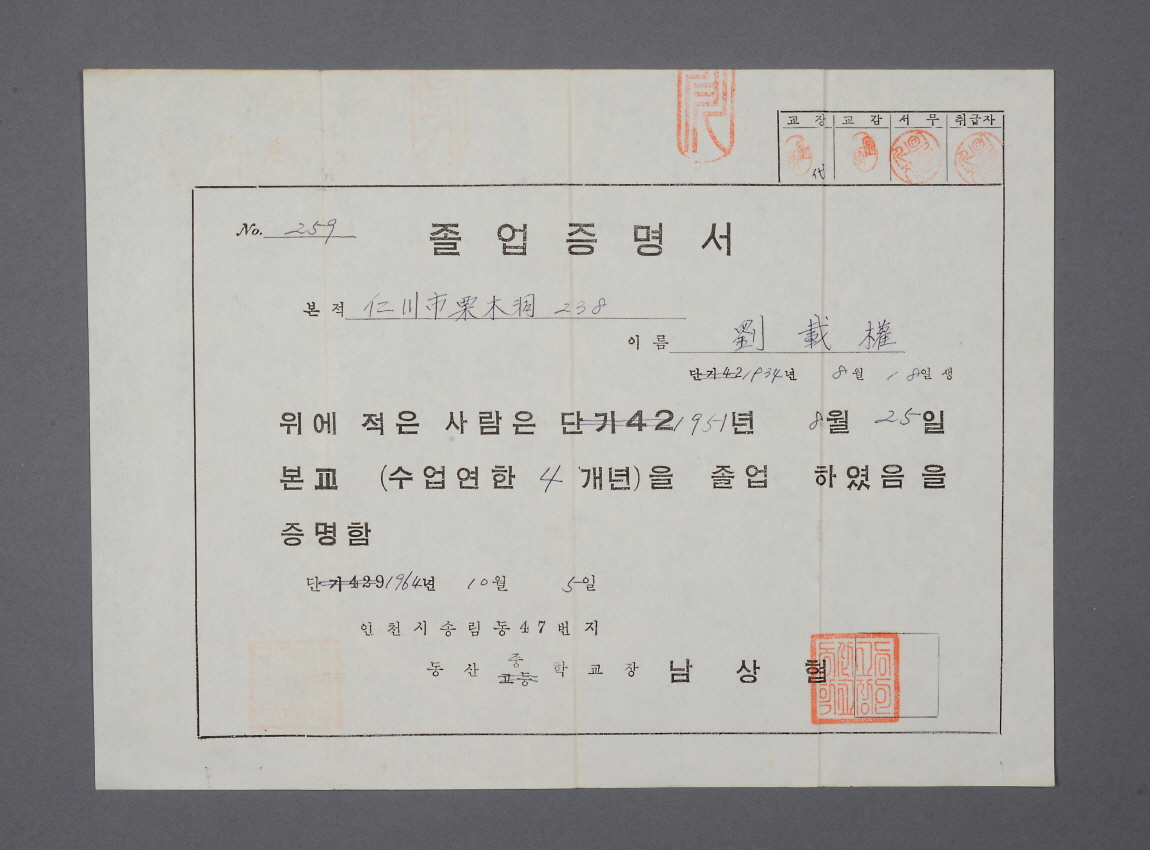 교장 교감 서무 취급자
代
No. 259
졸업증명서
본적 仁川市栗木洞 238
이름 劉載權
단기42 1934년 8월 18일생
위에 적은 사람은 단기42 1951년 8월 25일
본교 (수업연한 4 개년)을 졸업 하였음을
증명함
단기429 1964년 10월 5일
인천시송림동47번지
동산 중 고등 학교장 남상협